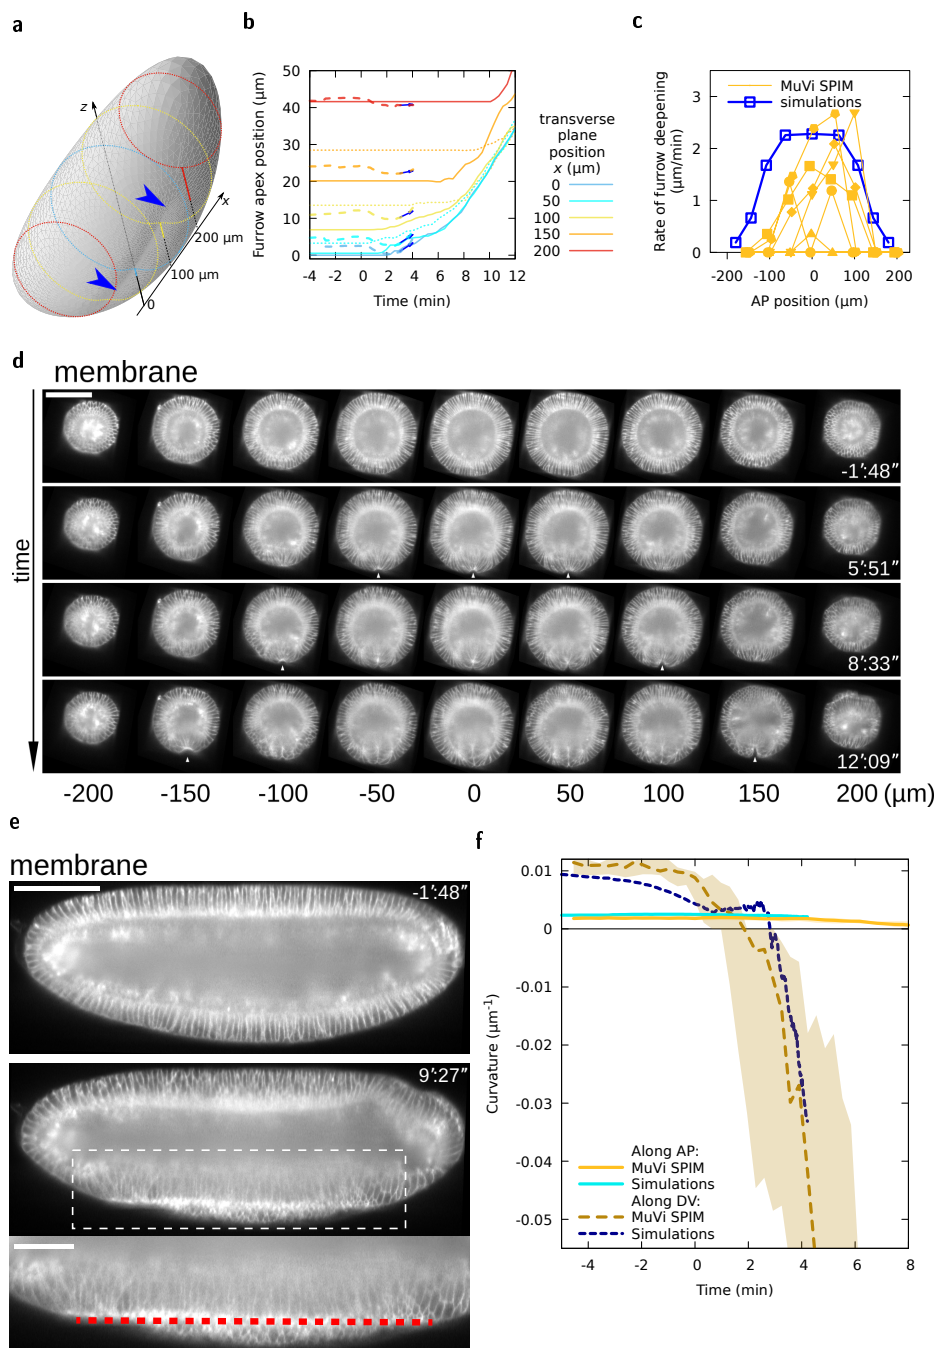 a
z
x
200 µm
100 µm
0
b
Furrow apex position (µm)
50
40
30
20
10
0
-4 -2 0 2 4 6 8 10 12
Time (min)
transverse
plane
position
x (µm)
0
50
100
150
200
c
Rate of furrow deepening
(µm/min)
3
2
1
0
-200 -100 0 100 200
AP position (µm)
MuVi SPIM
simulations
d
membrane
time
-1′:48″
5′:51″
8′:33″
12′:09″
-200 -150 -100 -50 0 50 100 150 200 (µm)
e
membrane
-1′:48″
9′:27″
f
Curvature (µm-1)
0.01
0
-0.01
-0.02
-0.03
-0.04
-0.05
-4 -2 0 2 4 6 8
Time (min)
Along AP:
MuVi SPIM
Simulations
Along DV:
MuVi SPIM
Simulations